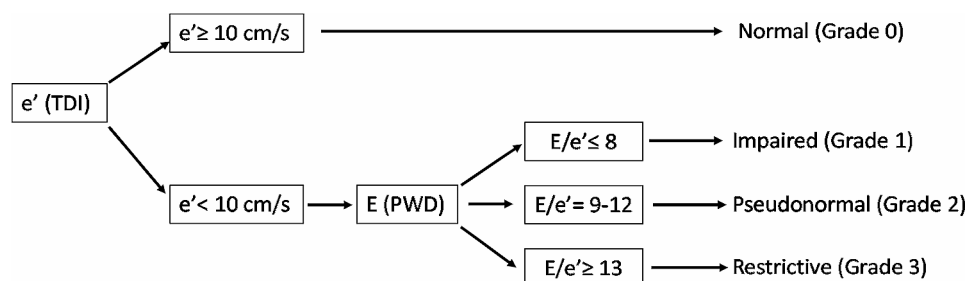 e’≥ 10 cm/s
Normal (Grade 0)
e’ (TDI)
E/e’≤ 8
Impaired (Grade 1)
e’< 10 cm/s
E (PWD)
E/e’= 9-12
Pseudonormal (Grade 2)
E/e’≥ 13
Restrictive (Grade 3)